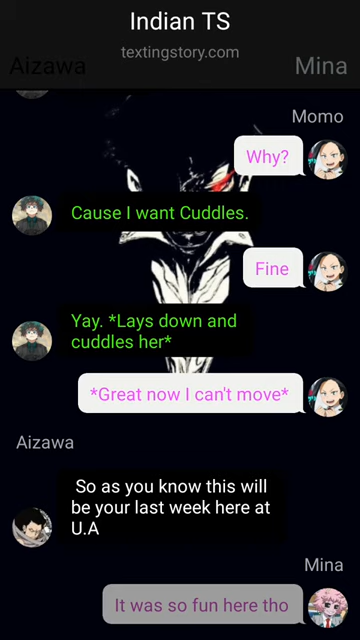 Indian TS
textingstory.com
Aizawa
Mina
Momo
Why?
Cause I want Cuddles.
Fine
Yay. *Lays down and
cuddles her*
*Great now I can't move*
Aizawa
So as you know this will
be your last week here at
U.A
Mina
It was so fun here tho